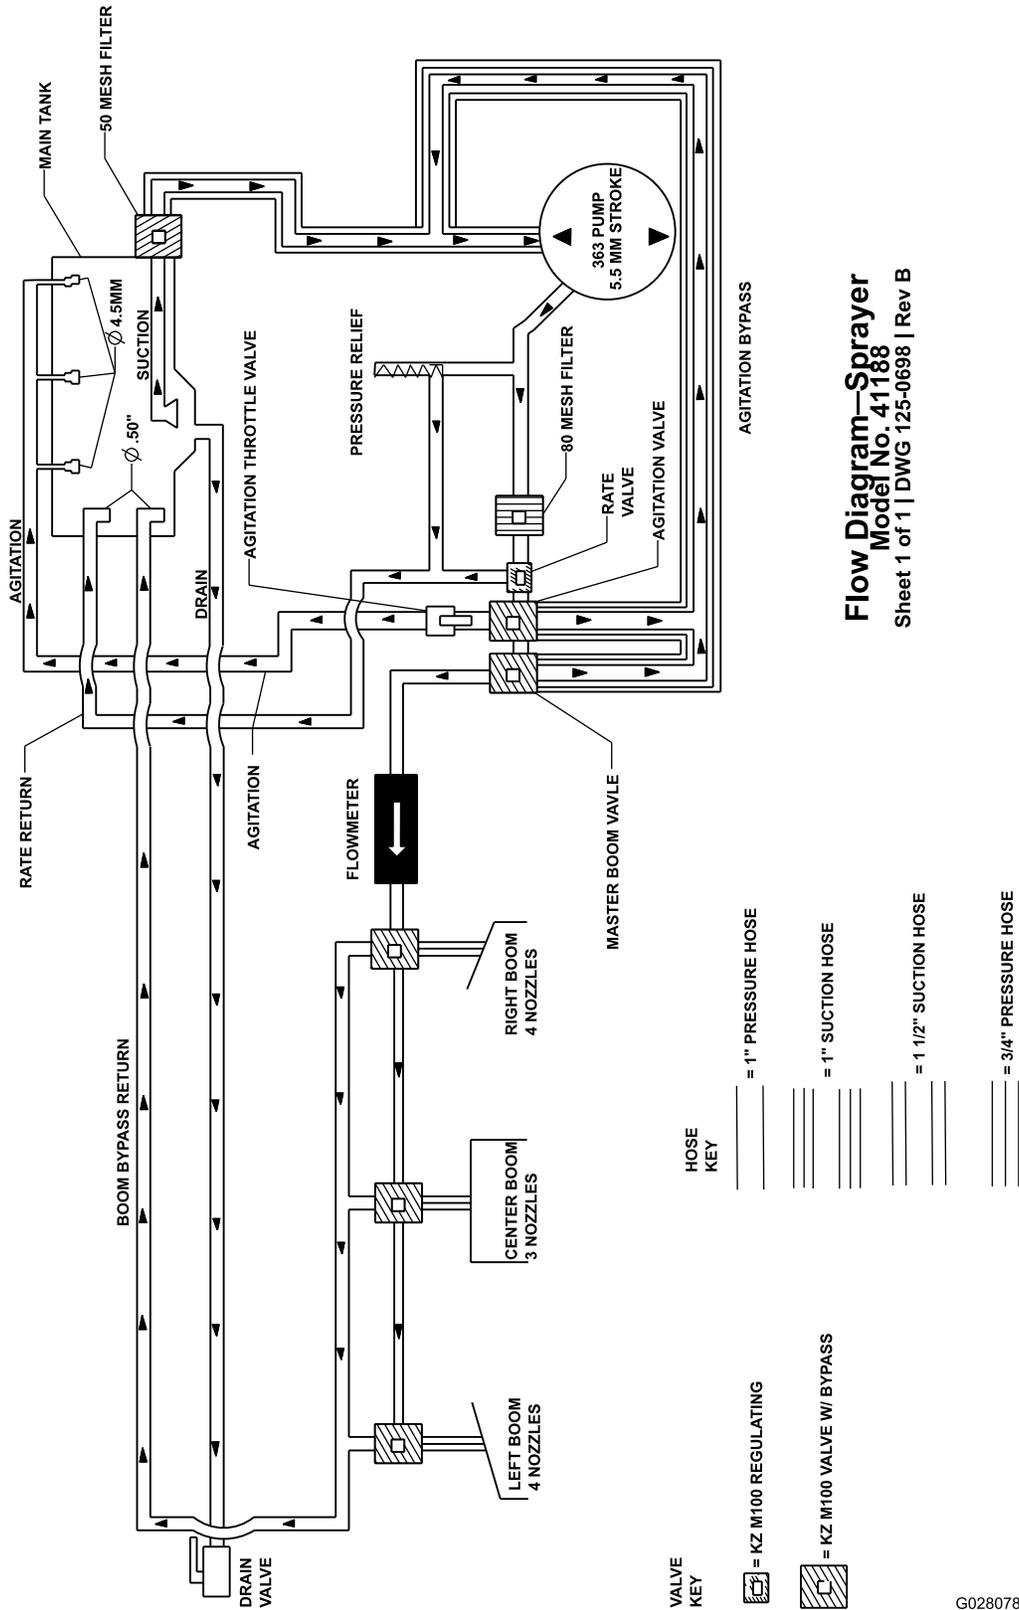 MAIN TANK
50 MESH FILTER
AGITATION
Ø 4.5MM
SUCTION
Ø .50"
DRAIN
AGITATION THROTTLE VALVE
PRESSURE RELIEF
363 PUMP
5.5 MM STROKE
80 MESH FILTER
RATE
VALVE
AGITATION VALVE
AGITATION BYPASS
RATE RETURN
AGITATION
FLOWMETER
MASTER BOOM VAVLE
BOOM BYPASS RETURN
RIGHT BOOM
4 NOZZLES
CENTER BOOM
3 NOZZLES
LEFT BOOM
4 NOZZLES
DRAIN
VALVE
HOSE
KEY
= 1" PRESSURE HOSE
= 1" SUCTION HOSE
= 1 1/2" SUCTION HOSE
= 3/4" PRESSURE HOSE
VALVE
KEY
= KZ M100 REGULATING
= KZ M100 VALVE W/ BYPASS
Flow Diagram—Sprayer
Model No. 41188
Sheet 1 of 1 | DWG 125-0698 | Rev B
G028078